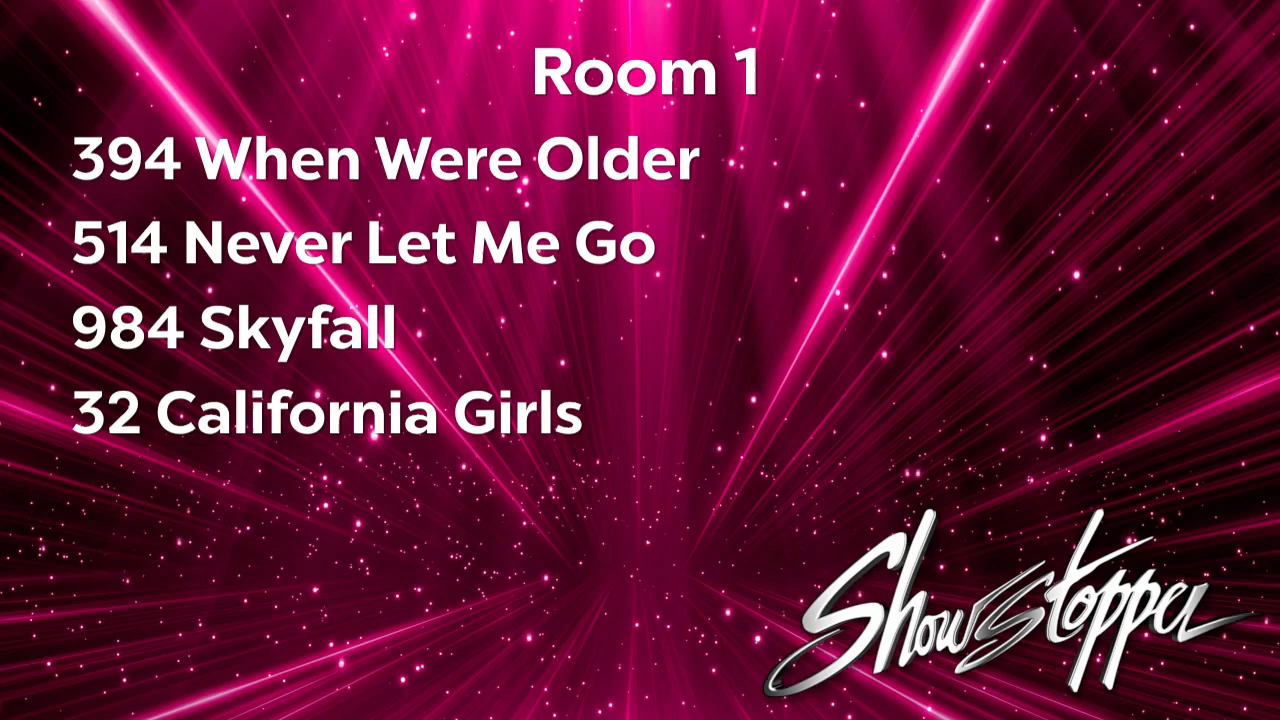 Room 1
394 When Were Older
514 Never Let Me Go
984 Skyfall
32 California Girls
Showstopper